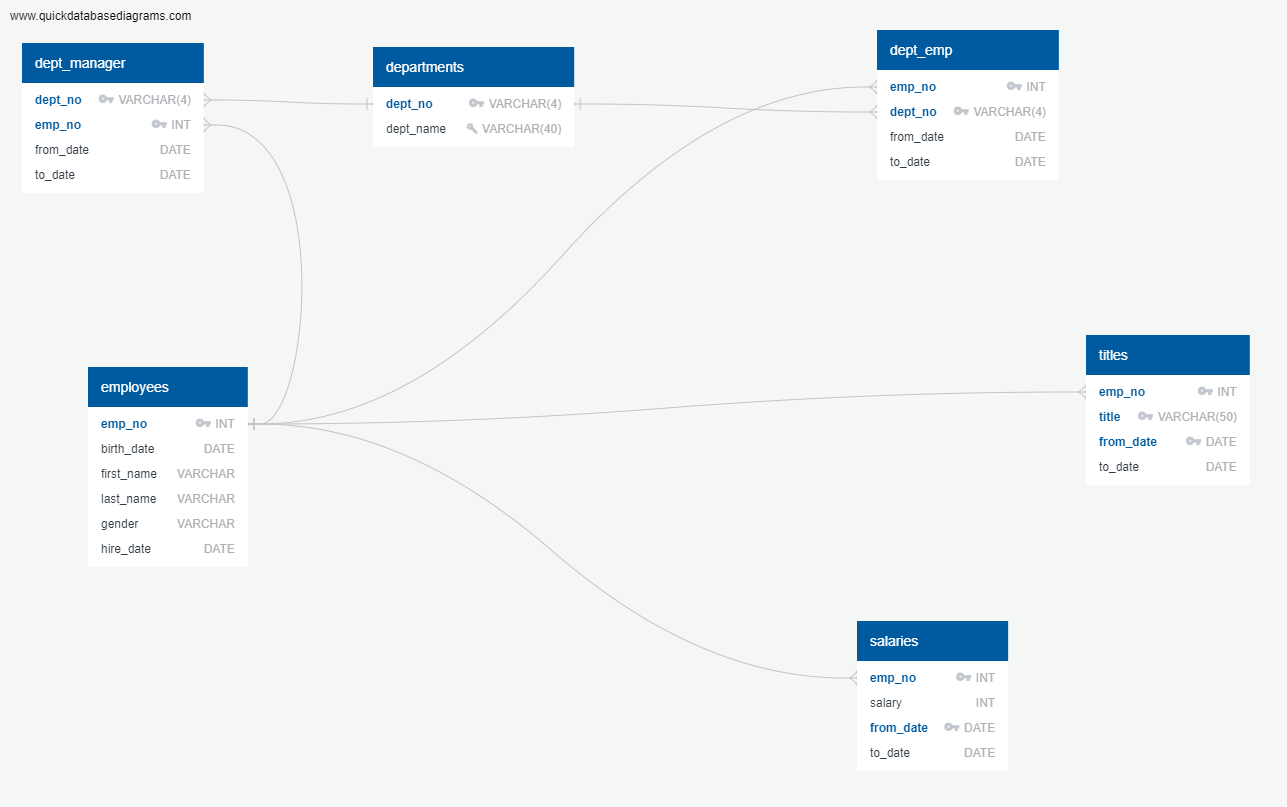 www.quickdatabasediagrams.com
dept_manager
dept_no VARCHAR(4)
emp_no INT
from_date DATE
to_date DATE
departments
dept_no VARCHAR(4)
dept_name VARCHAR(40)
dept_emp
emp_no INT
dept_no VARCHAR(4)
from_date DATE
to_date DATE
employees
emp_no INT
birth_date DATE
first_name VARCHAR
last_name VARCHAR
gender VARCHAR
hire_date DATE
titles
emp_no INT
title VARCHAR(50)
from_date DATE
to_date DATE
salaries
emp_no INT
salary INT
from_date DATE
to_date DATE